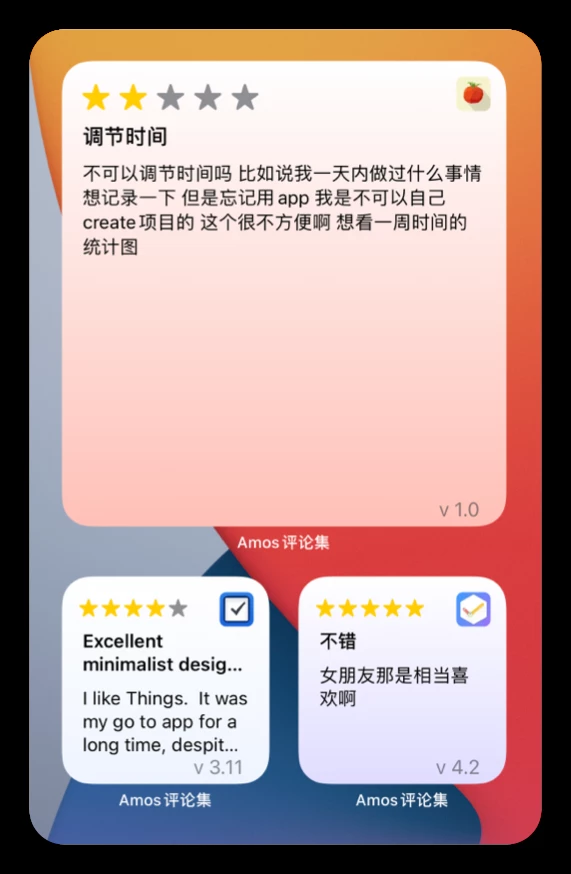 调节时间
不可以调节时间吗 比如说我一天内做过什么事情
想记录一下 但是忘记用 app 我是不可以自己
create 项目的 这个很不方便啊 想看一周时间的
统计图
v 1.0
Amos 评论集
Excellent
minimalist desig...
I like Things.  It was
my go to app for a
long time, despit...
v 3.11
Amos 评论集
不错
女朋友那是相当喜
欢啊
v 4.2
Amos 评论集